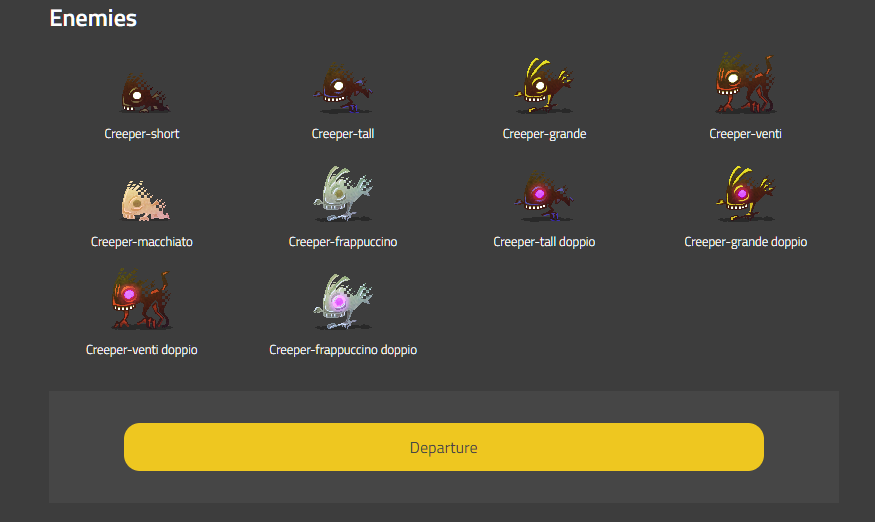 Enemies
Creeper-short
Creeper-tall
Creeper-grande
Creeper-venti
Creeper-macchiato
Creeper-frappuccino
Creeper-tall doppio
Creeper-grande doppio
Creeper-venti doppio
Creeper-frappuccino doppio
Departure